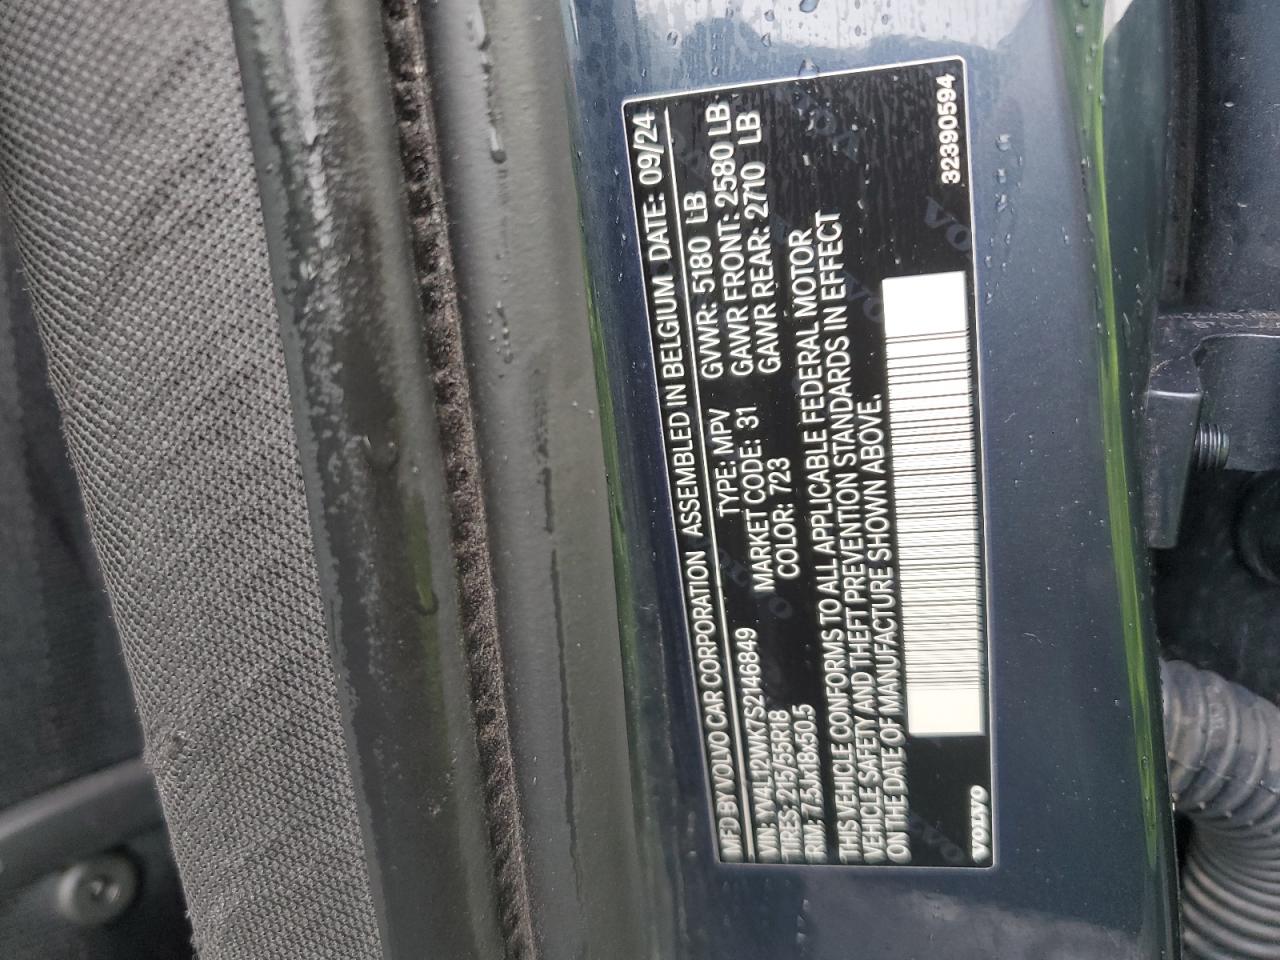 MFD BY VOLVO CAR CORPORATION ASSEMBLED IN BELGIUM DATE: 09/24
VIN: YV4L12WK7S2146849 TYPE: MPV GVWR: 5180 LB
TIRES: 215/55R18 MARKET CODE: 31 GAWR FRONT: 2580 LB
RIM: 7.5Jx18x50.5 COLOR: 723 GAWR REAR: 2710 LB
THIS VEHICLE CONFORMS TO ALL APPLICABLE FEDERAL MOTOR
VEHICLE SAFETY AND THEFT PREVENTION STANDARDS IN EFFECT
ON THE DATE OF MANUFACTURE SHOWN ABOVE.
VOLVO
32390594